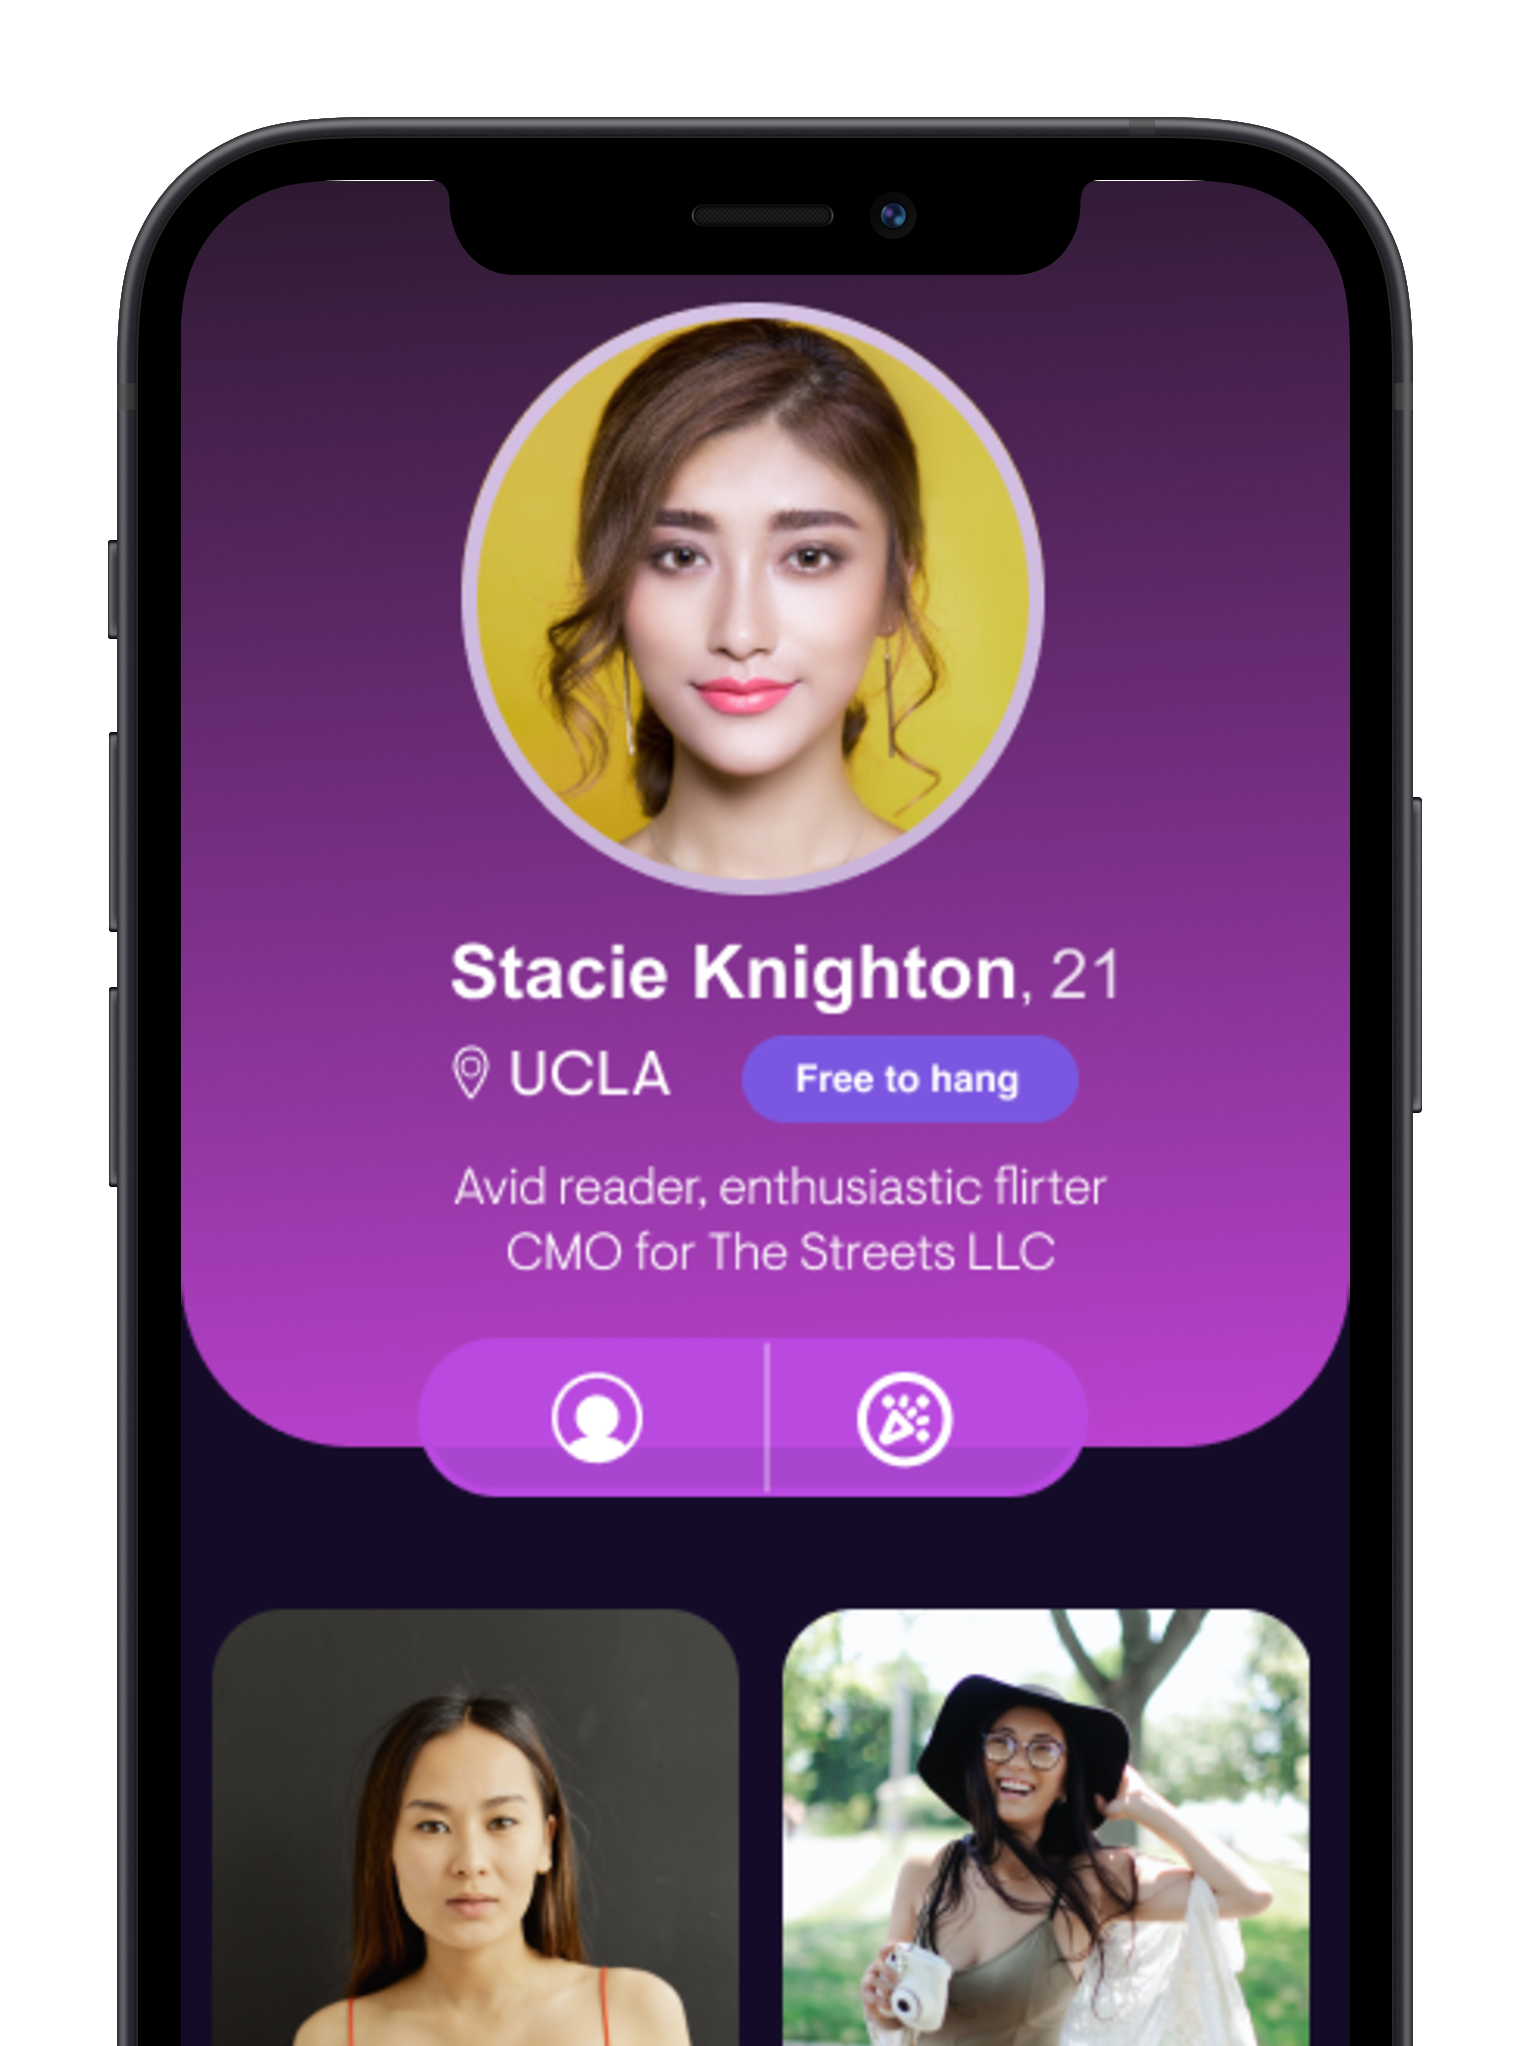 Stacie Knighton, 21
UCLA
Free to hang
Avid reader, enthusiastic flirter
CMO for The Streets LLC